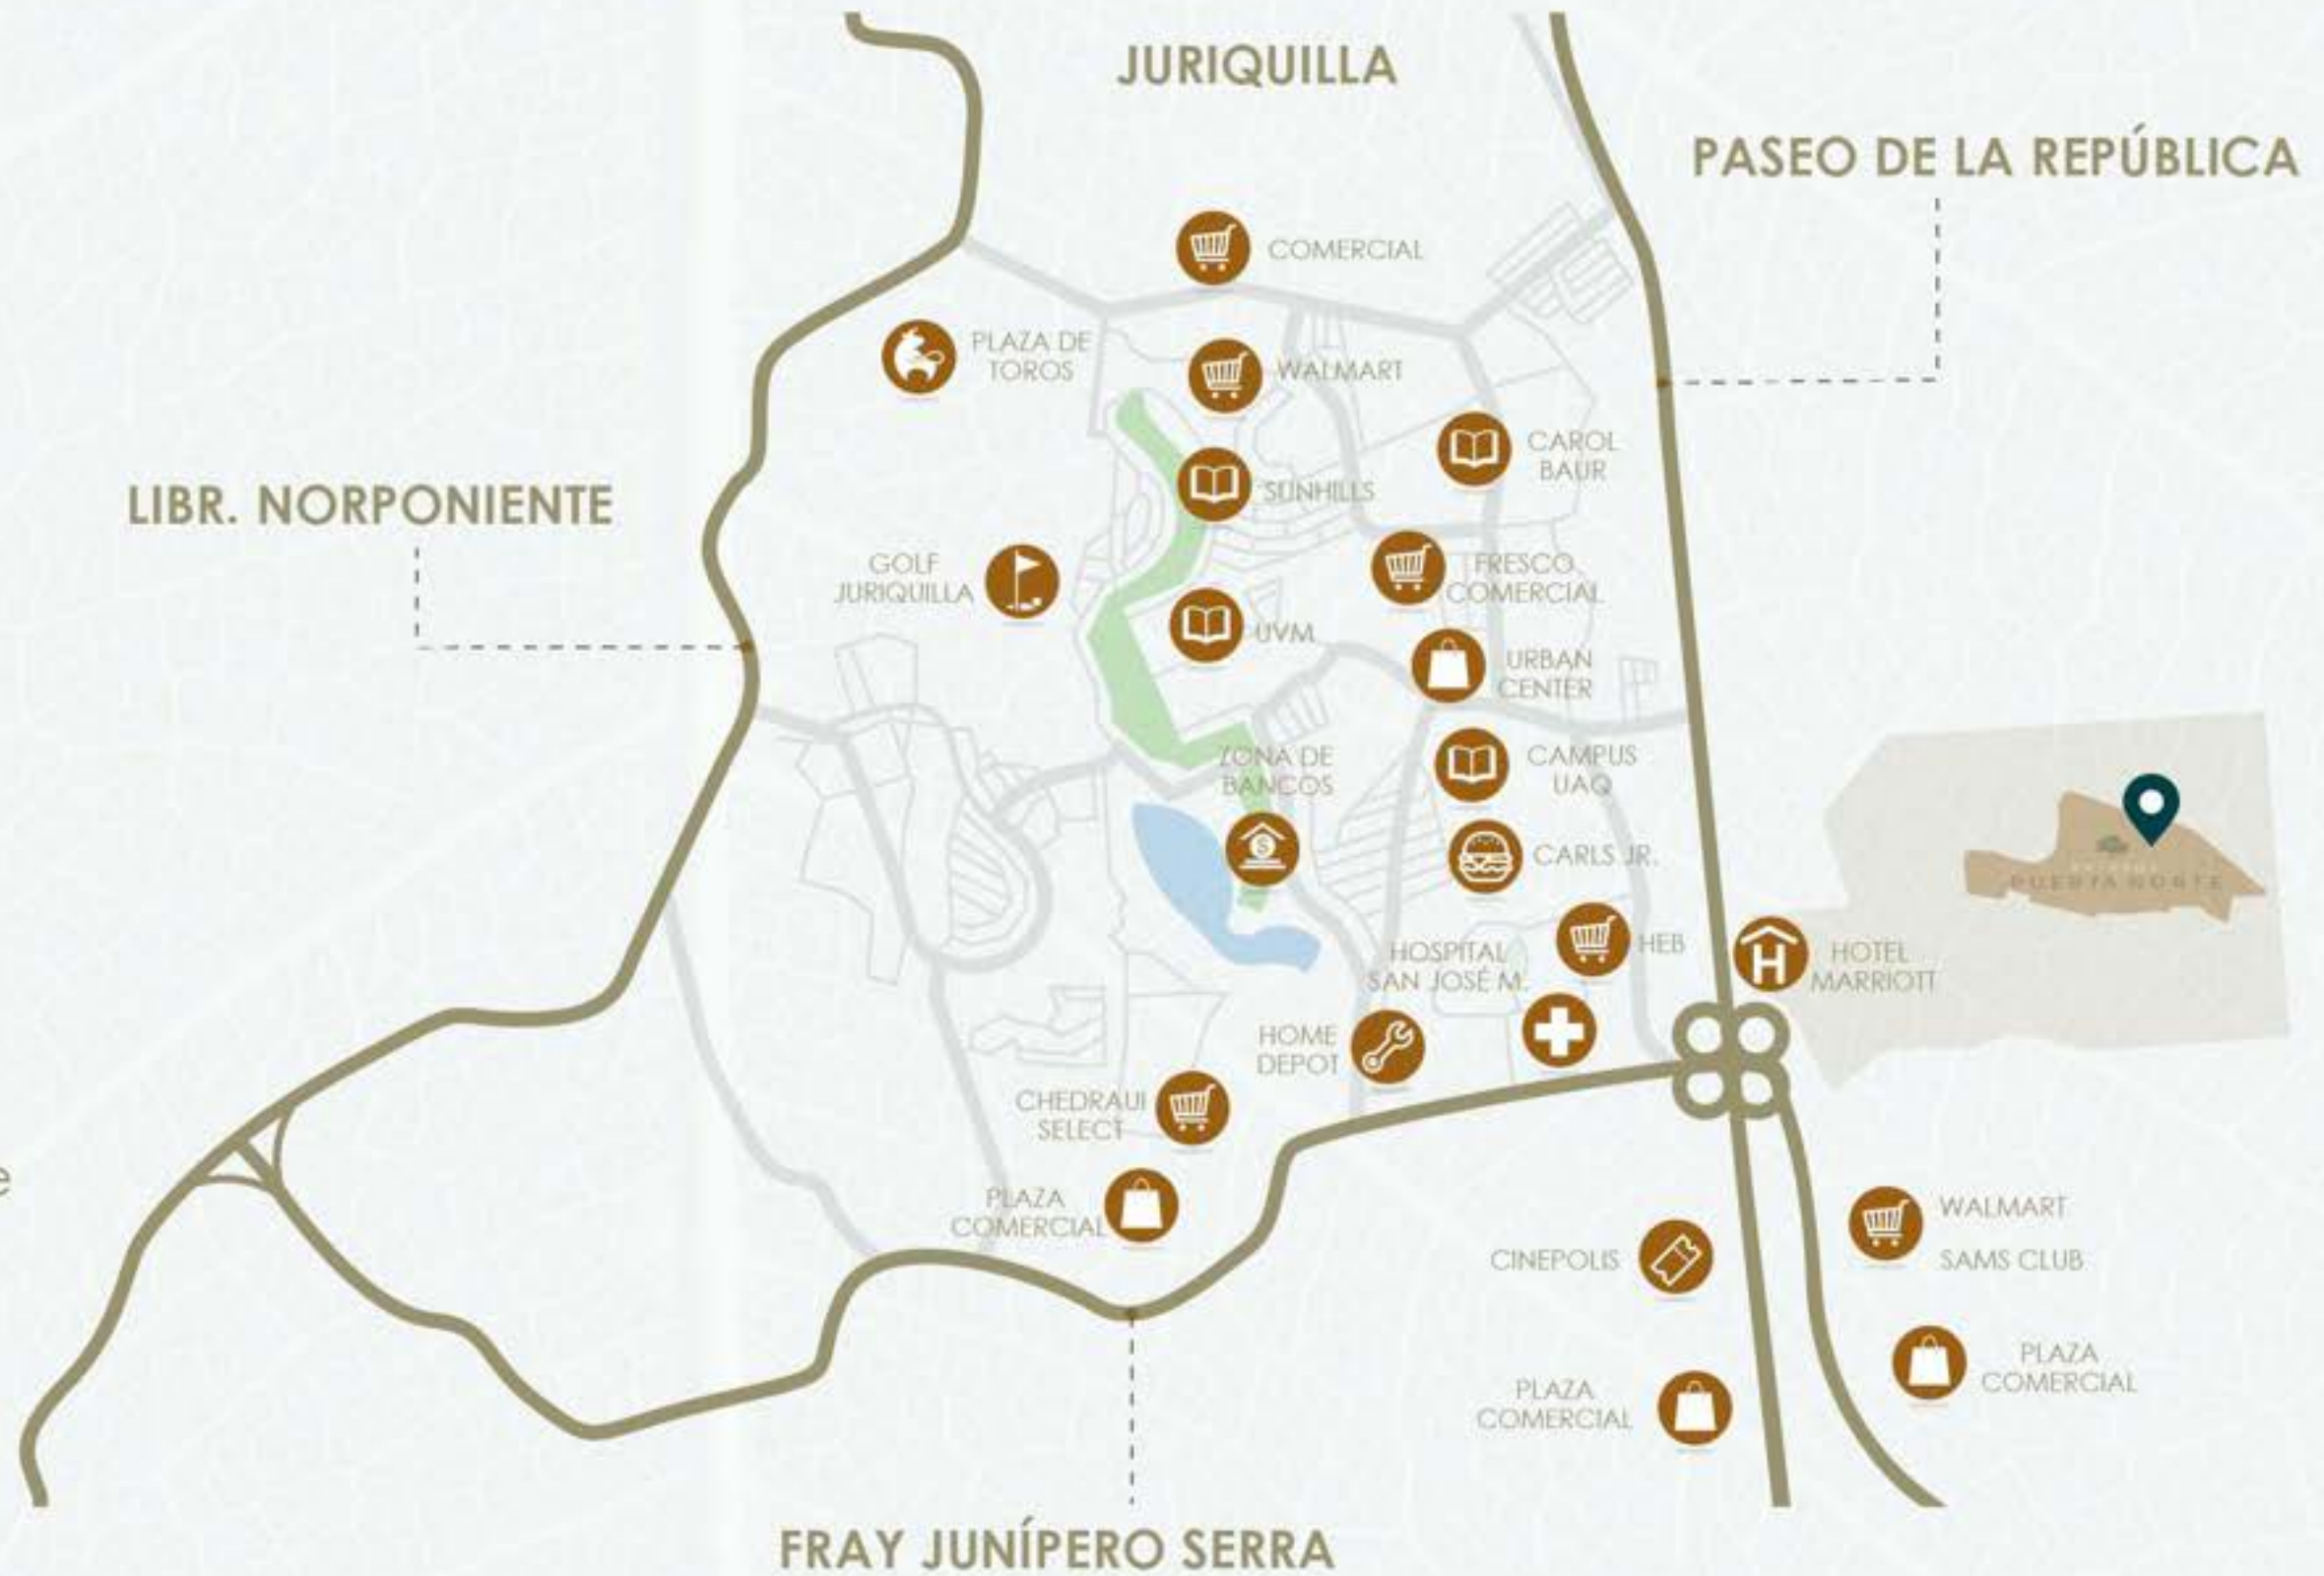 JURIQUILLA
PASEO DE LA REPÚBLICA
COMERCIAL
PLAZA DE
TOROS
WALMART
CAROL
BAUR
LIBR. NORPONIENTE
SUNHILLS
GOLF
JURIQUILLA
FRESCO
COMERCIAL
UVM
URBAN
CENTER
ZONA DE
BANCOS
CAMPUS
UAQ
CARLS JR.
PUERTA NORTE
HOSPITAL
SAN JOSÉ M.
HEB
HOTEL
MARRIOTT
HOME
DEPOT
CHEDRAUI
SELECT
e
PLAZA
COMERCIAL
WALMART
SAMS CLUB
CINEPOLIS
PLAZA
COMERCIAL
PLAZA
COMERCIAL
FRAY JUNÍPERO SERRA